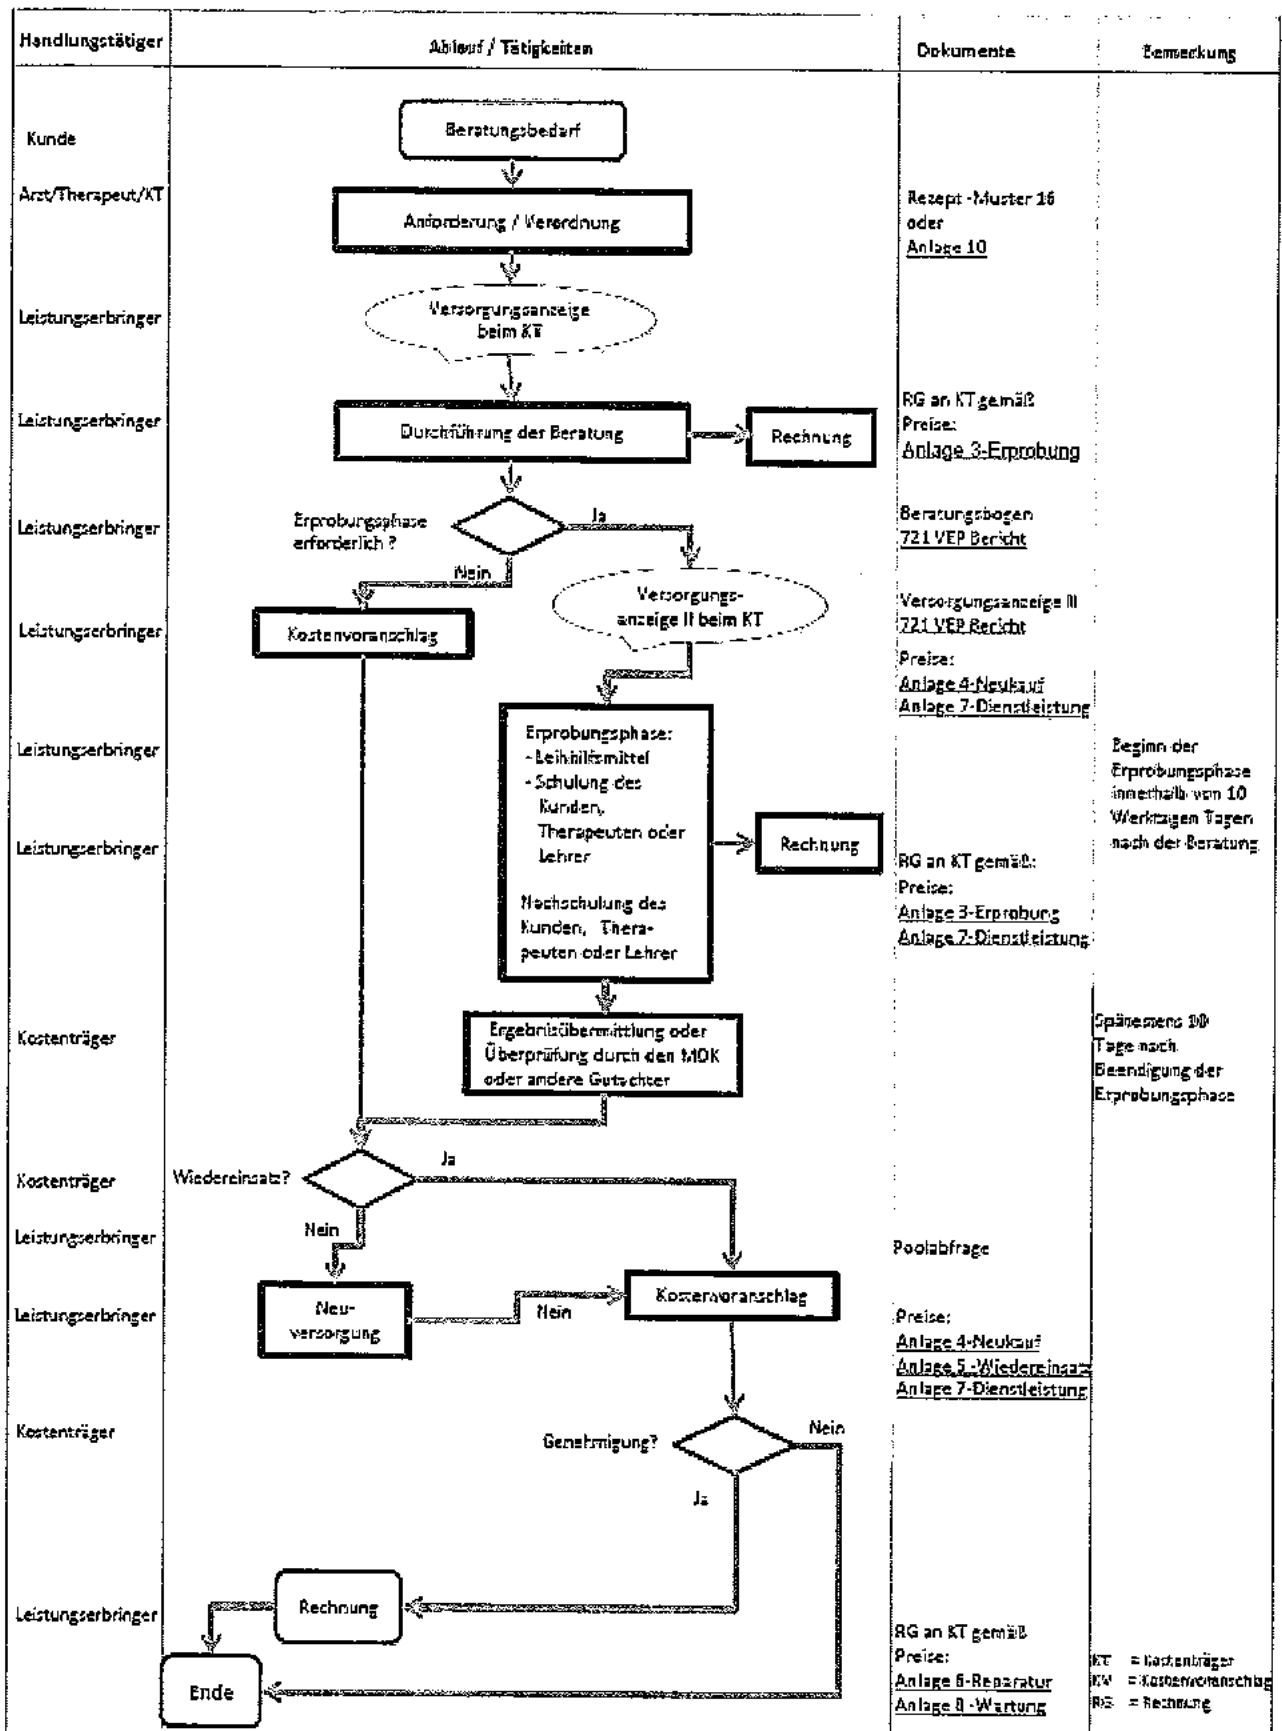 Handlungstätiger
Ablauf / Tätigkeiten
Dokumente
Bemerkung
Kunde
Beratungsbedarf
Arzt/Therapeut/KT
Anforderung / Verordnung
Rezept -Muster 16
oder
Anlage 10
Leistungserbringer
Versorgungsanzeige
beim KT
Leistungserbringer
Durchführung der Beratung
Rechnung
RG an KT gemäß
Preise:
Anlage 3-Erprobung
Leistungserbringer
Erprobungsphase
erforderlich ?
Ja
Nein
Beratungsbogen
721 VEP Bericht
Leistungserbringer
Kostenvoranschlag
Versorgungs-
anzeige II beim KT
Versorgungsanzeige II
721 VEP Bericht
Preise:
Anlage 4-Neukauf
Anlage 7-Dienstleistung
Leistungserbringer
Erprobungsphase:
- Leihhilfsmittel
- Schulung des
Kunden,
Therapeuten oder
Lehrer
Nachschulung des
Kunden, Thera-
peuten oder Lehrer
Beginn der
Erprobungsphase
innerhalb von 10
Werktagen Tagen
nach der Beratung
Leistungserbringer
Rechnung
RG an KT gemäß:
Preise:
Anlage 3-Erprobung
Anlage 7-Dienstleistung
Kostenträger
Ergebnisübermittlung oder
Überprüfung durch den MDK
oder andere Gutachter
Spätestens 10
Tage nach
Beendigung der
Erprobungsphase
Kostenträger
Wiedereinsatz?
Ja
Nein
Leistungserbringer
Poolabfrage
Leistungserbringer
Neu-
versorgung
Nein
Kostenvoranschlag
Preise:
Anlage 4-Neukauf
Anlage 5 -Wiedereinsatz
Anlage 7-Dienstleistung
Kostenträger
Genehmigung?
Nein
Ja
Leistungserbringer
Rechnung
Ende
RG an KT gemäß
Preise:
Anlage 6-Reparatur
Anlage 8 -Wartung
KT = Kostenträger
KV = Kostenvoranschlag
RG = Rechnung